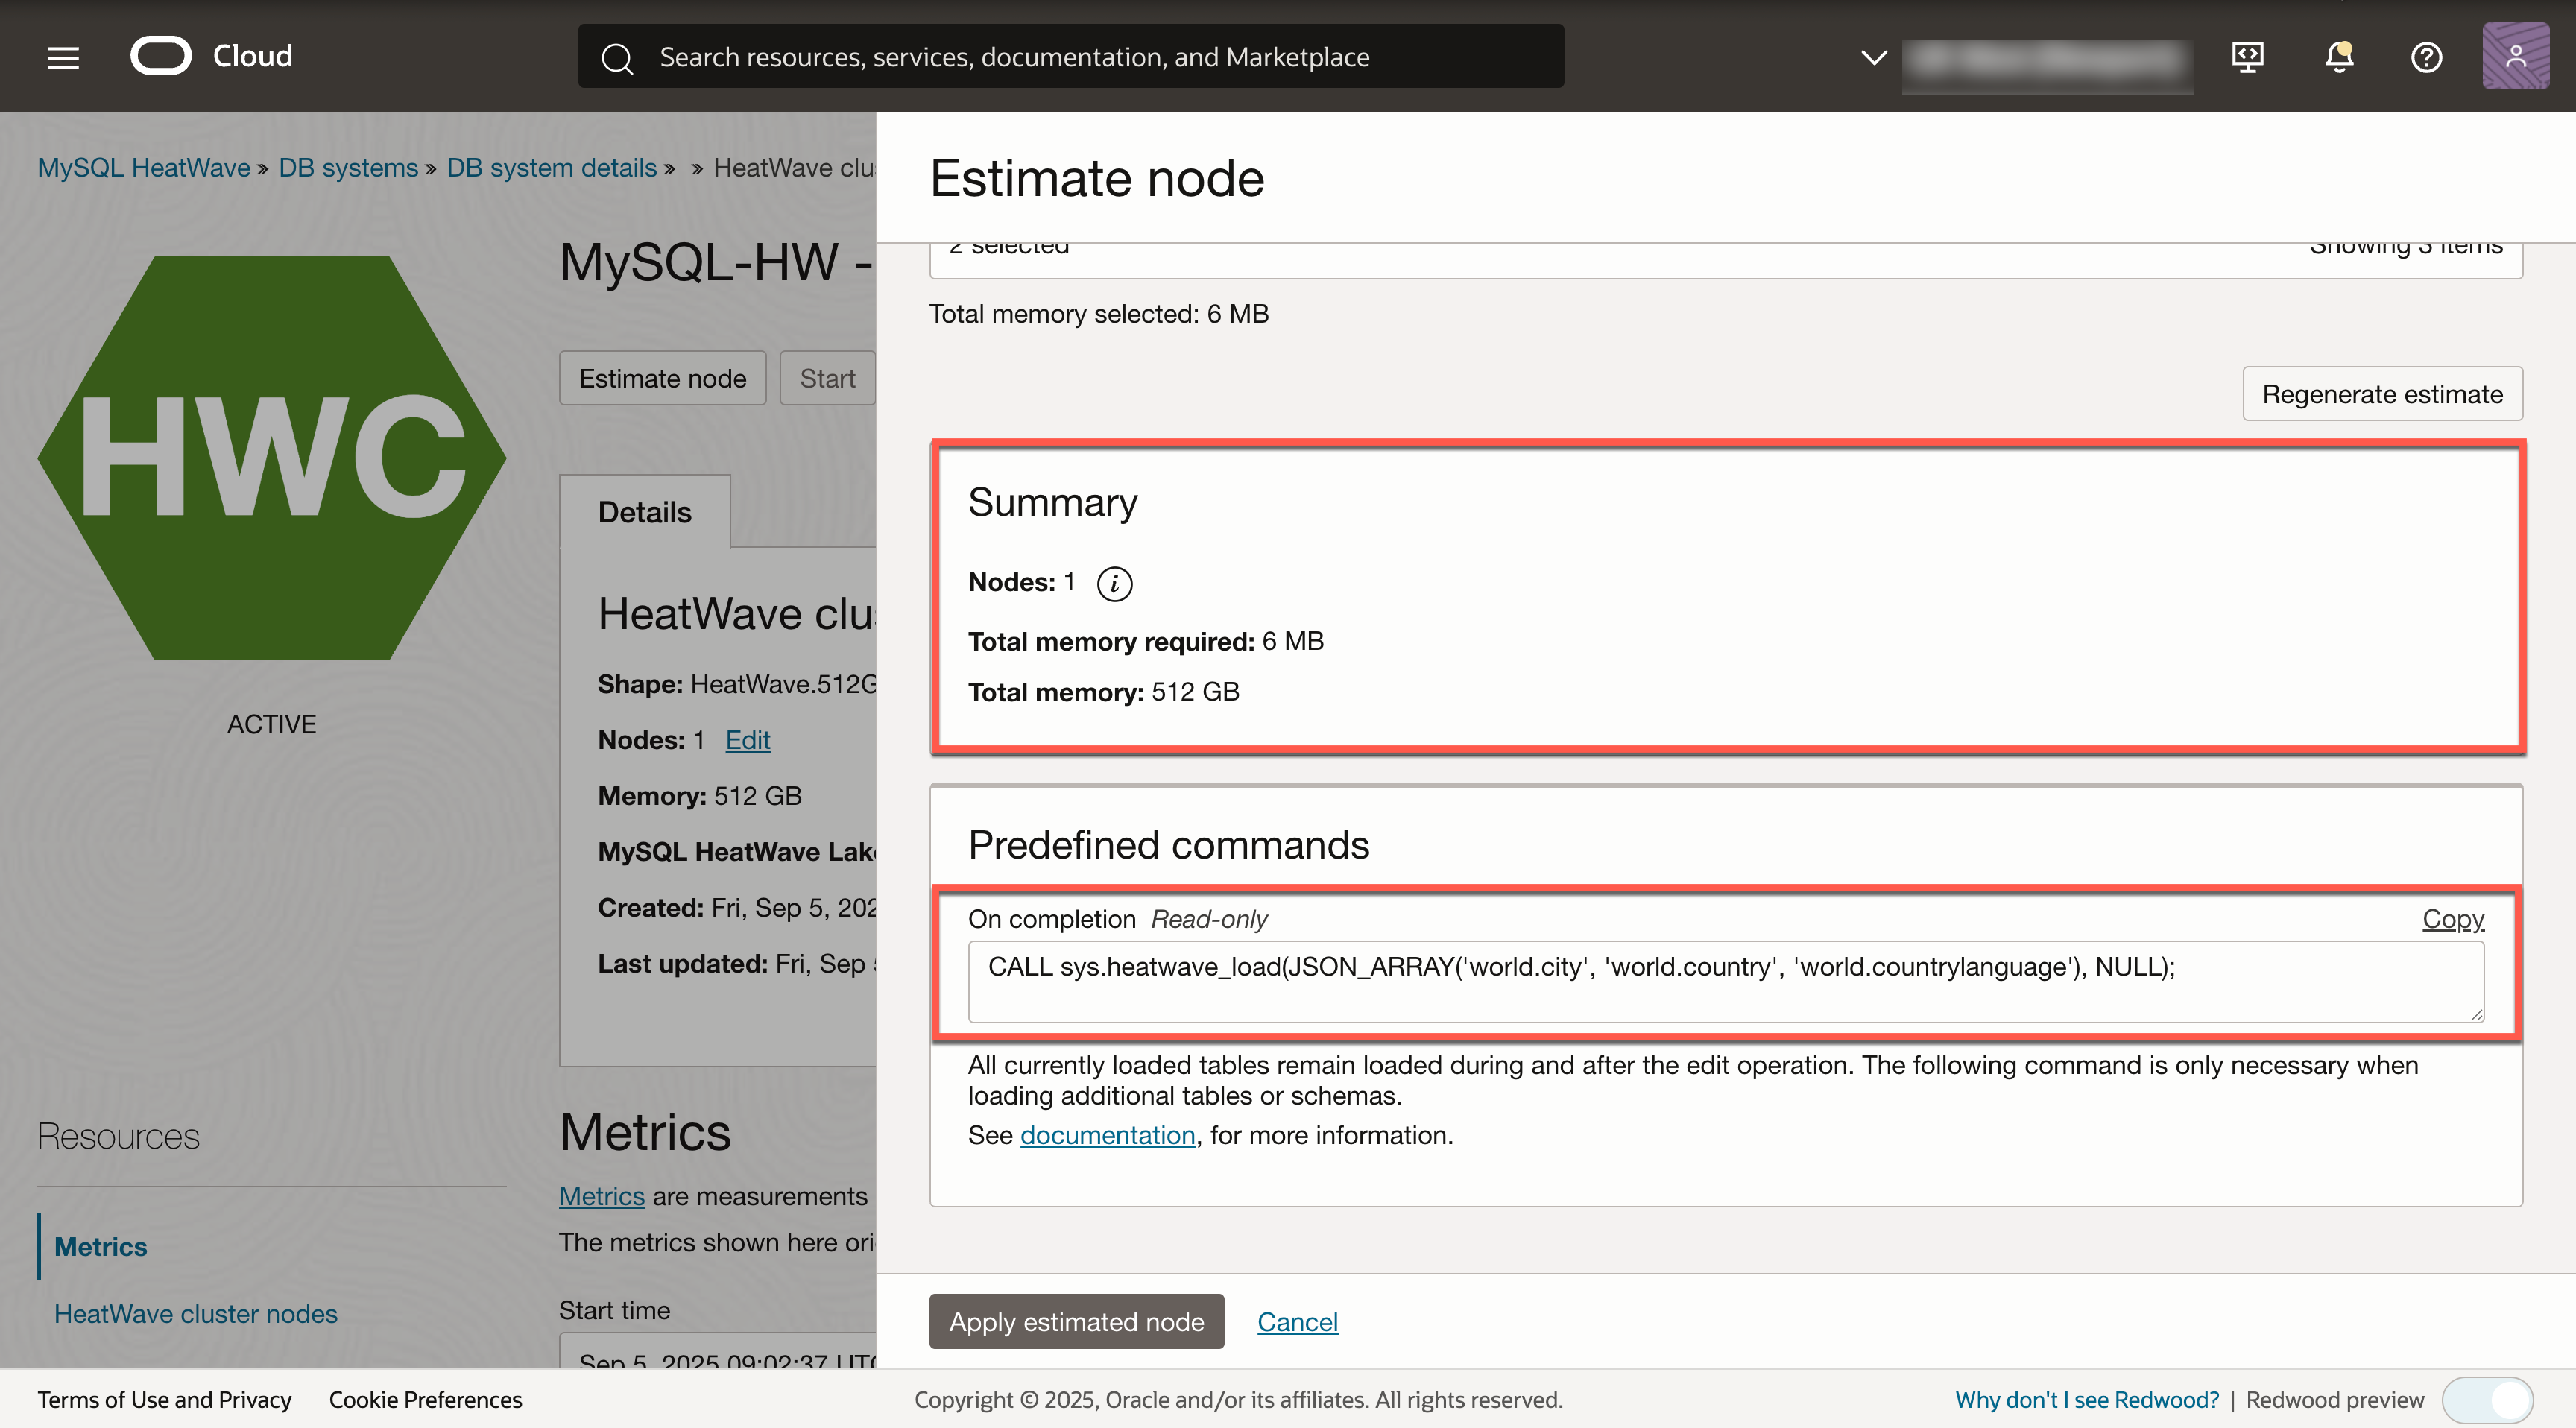 Cloud
Search resources, services, documentation, and Marketplace
MySQL HeatWave » DB systems » DB system details » » HeatWave clu
HWC
ACTIVE
Resources
Metrics
HeatWave cluster nodes
MySQL-HW -
Estimate node
Start
Details
HeatWave clu
Shape: HeatWave.512G
Nodes: 1 Edit
Memory: 512 GB
MySQL HeatWave Lak
Created: Fri, Sep 5, 202
Last updated: Fri, Sep
Metrics
Metrics are measurements
The metrics shown here ori
Start time
Sep 5, 2025 09:02:37 UTC
Estimate node
2 selected
Showing 3 items
Total memory selected: 6 MB
Regenerate estimate
Summary
Nodes: 1
Total memory required: 6 MB
Total memory: 512 GB
Predefined commands
On completion Read-only
Copy
CALL sys.heatwave_load(JSON_ARRAY('world.city', 'world.country', 'world.countrylanguage'), NULL);
All currently loaded tables remain loaded during and after the edit operation. The following command is only necessary when
loading additional tables or schemas.
See documentation, for more information.
Apply estimated node
Cancel
Terms of Use and Privacy
Cookie Preferences
Copyright © 2025, Oracle and/or its affiliates. All rights reserved.
Why don't I see Redwood? | Redwood preview